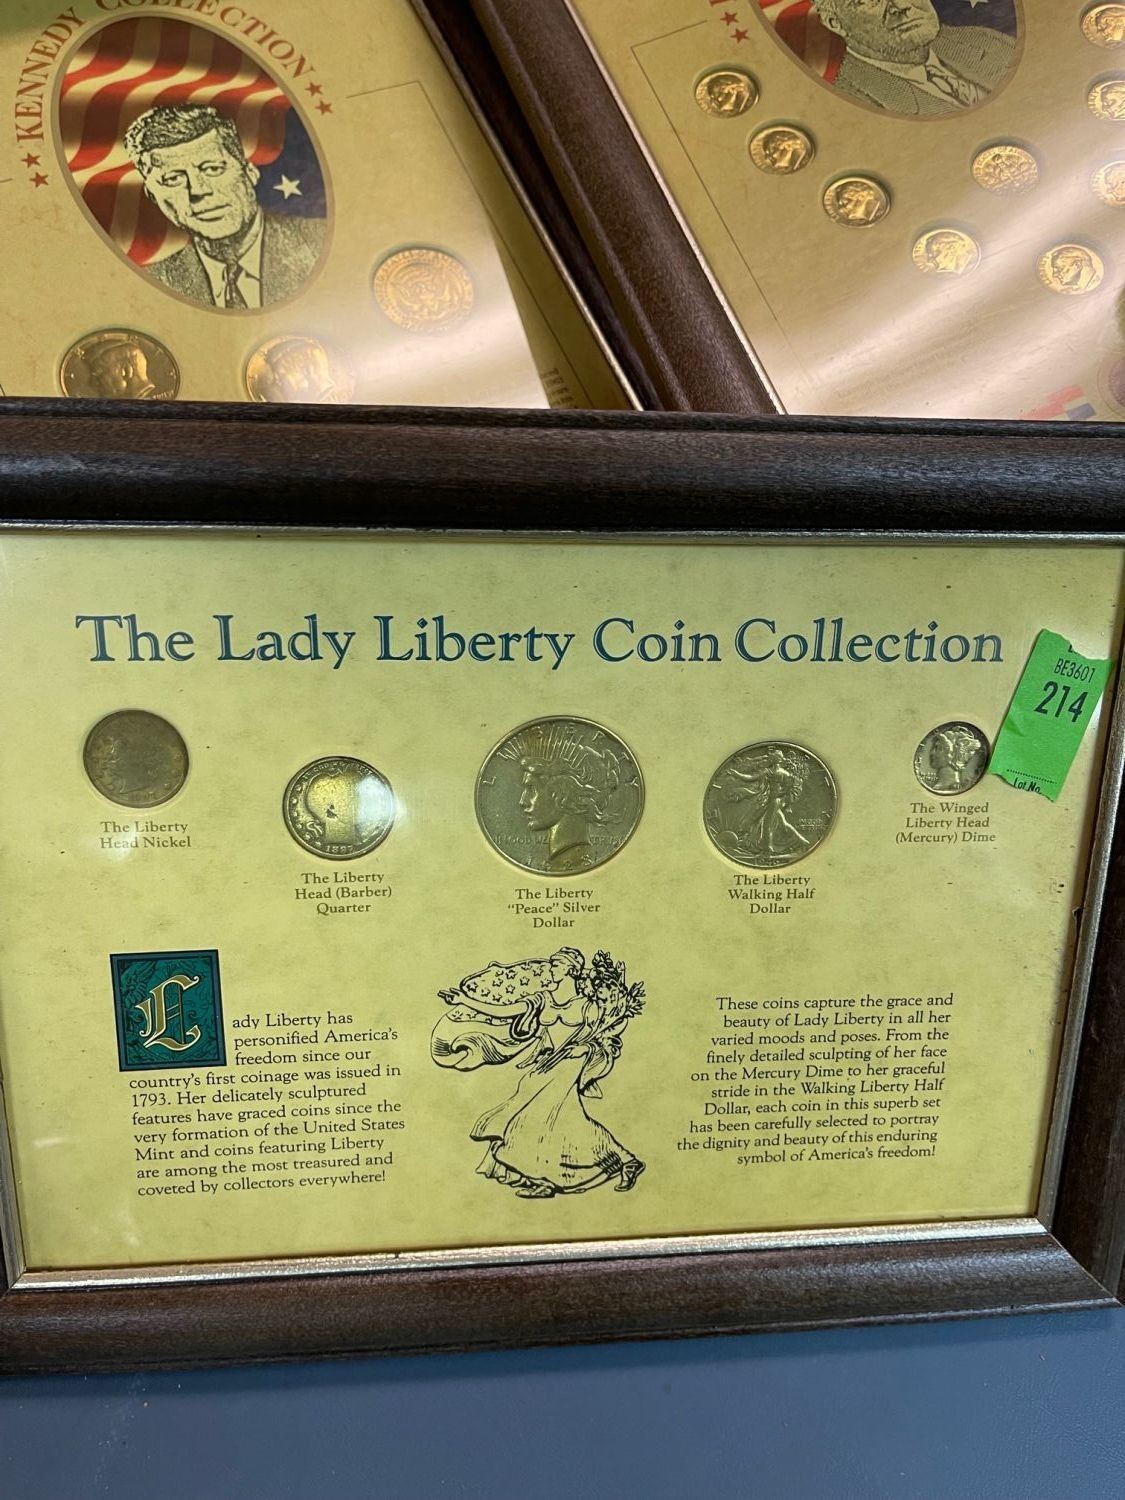 KENNEDY COLLECTION
The Lady Liberty Coin Collection
BE3601
214
Lot No.
The Liberty
Head Nickel
1897
The Liberty
Head (Barber)
Quarter
LIBERTY
The Liberty
"Peace" Silver
Dollar
The Liberty
Walking Half
Dollar
The Winged
Liberty Head
(Mercury) Dime
Lady Liberty has
personified America's
freedom since our
country's first coinage was issued in
1793. Her delicately sculptured
features have graced coins since the
very formation of the United States
Mint and coins featuring Liberty
are among the most treasured and
coveted by collectors everywhere!
These coins capture the grace and
beauty of Lady Liberty in all her
varied moods and poses. From the
finely detailed sculpting of her face
on the Mercury Dime to her graceful
stride in the Walking Liberty Half
Dollar, each coin in this superb set
has been carefully selected to portray
the dignity and beauty of this enduring
symbol of America's freedom!